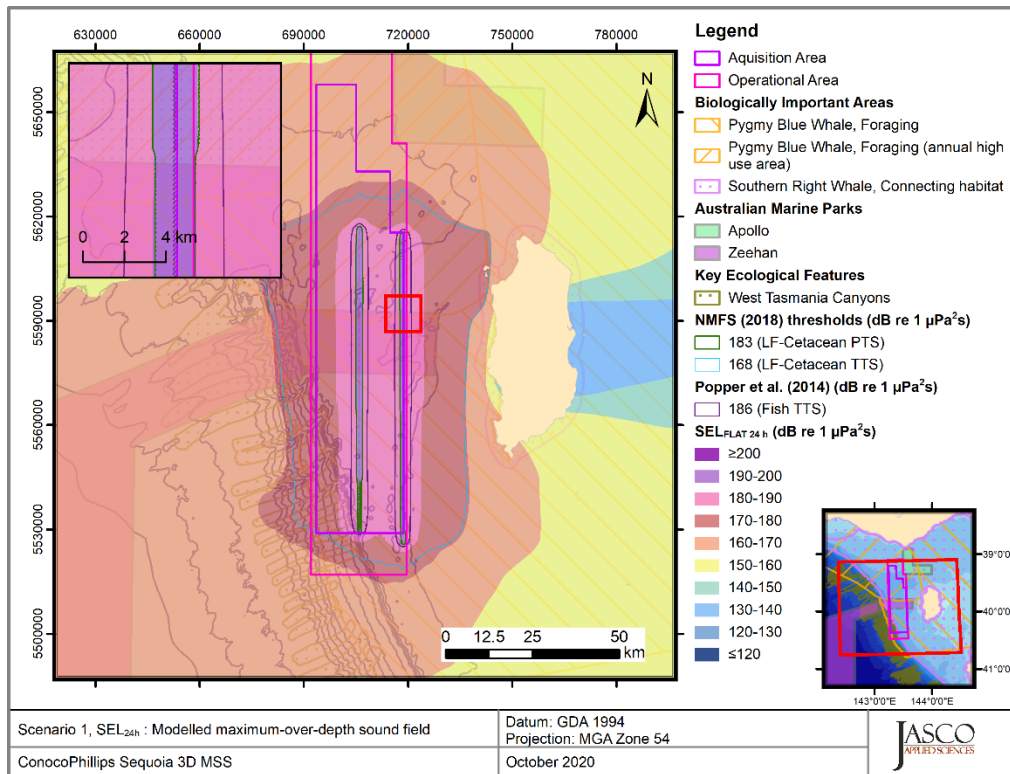 630000
660000
690000
720000
750000
780000
5650000
5620000
5590000
5560000
5530000
5500000
0 2 4 km
N
0 12.5 25 50
km
Legend
Aquisition Area
Operational Area
Biologically Important Areas
Pygmy Blue Whale, Foraging
Pygmy Blue Whale, Foraging (annual high
use area)
Southern Right Whale, Connecting habitat
Australian Marine Parks
Apollo
Zeehan
Key Ecological Features
West Tasmania Canyons
NMFS (2018) thresholds (dB re 1 µPa²s)
183 (LF-Cetacean PTS)
168 (LF-Cetacean TTS)
Popper et al. (2014) (dB re 1 µPa²s)
186 (Fish TTS)
SELFLAT 24 h (dB re 1 µPa²s)
≥200
190-200
180-190
170-180
160-170
150-160
140-150
130-140
120-130
≤120
39°0'0
40°0'0
41°0'0
143°0'0"E
144°0'0"E
Scenario 1, SEL24h : Modelled maximum-over-depth sound field
Datum: GDA 1994
Projection: MGA Zone 54
ConocoPhillips Sequoia 3D MSS
October 2020
JASCO
APPLIED SCIENCES